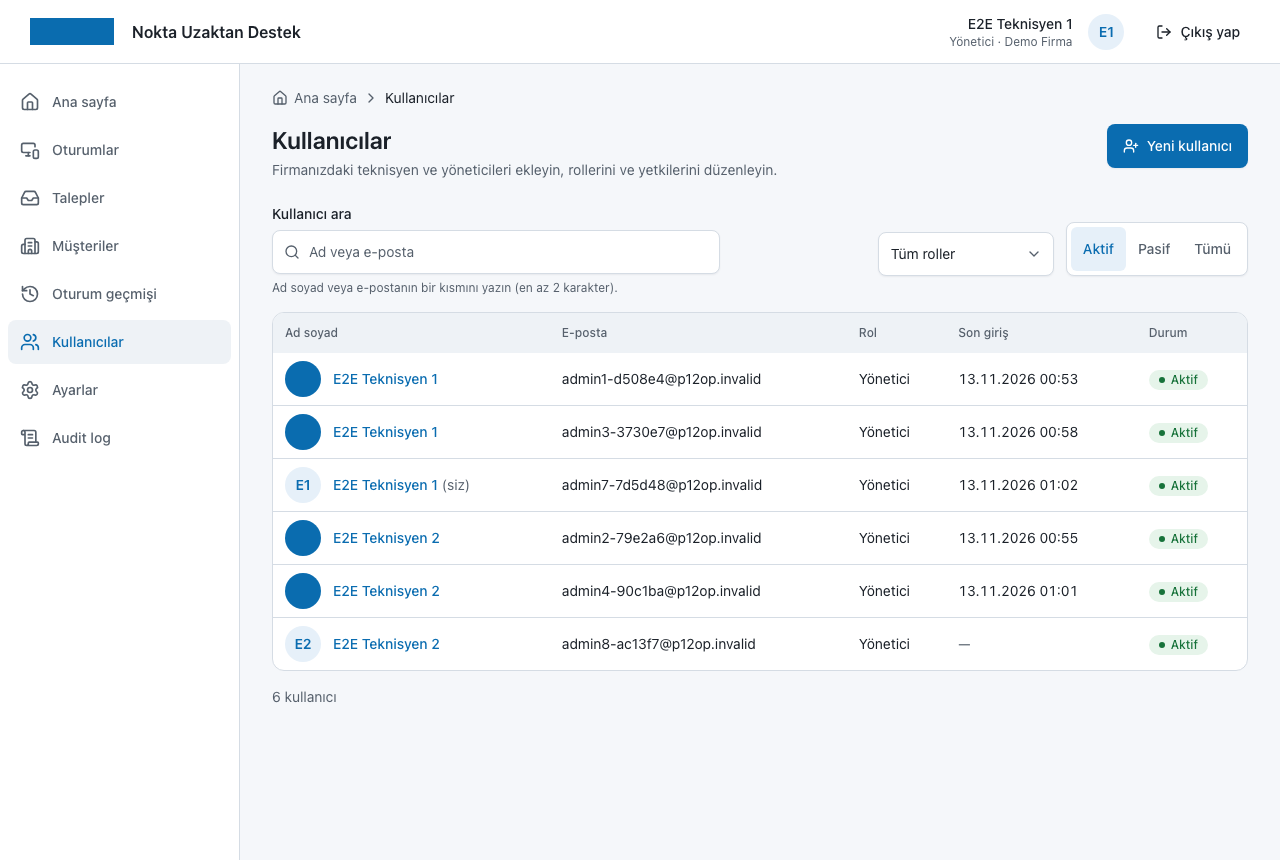 Nokta Uzaktan Destek
E2E Teknisyen 1
Yönetici · Demo Firma
E1
Çıkış yap
Ana sayfa
Oturumlar
Talepler
Müşteriler
Oturum geçmişi
Kullanıcılar
Ayarlar
Audit log
Ana sayfa > Kullanıcılar
Kullanıcılar
Firmanızdaki teknisyen ve yöneticileri ekleyin, rollerini ve yetkilerini düzenleyin.
Yeni kullanıcı
Kullanıcı ara
Ad veya e-posta
Ad soyad veya e-postanın bir kısmını yazın (en az 2 karakter).
Tüm roller
Aktif Pasif Tümü
Ad soyad E-posta Rol Son giriş Durum
E2E Teknisyen 1 admin1-d508e4@p12op.invalid Yönetici 13.11.2026 00:53 Aktif
E2E Teknisyen 1 admin3-3730e7@p12op.invalid Yönetici 13.11.2026 00:58 Aktif
E1 E2E Teknisyen 1 (siz) admin7-7d5d48@p12op.invalid Yönetici 13.11.2026 01:02 Aktif
E2E Teknisyen 2 admin2-79e2a6@p12op.invalid Yönetici 13.11.2026 00:55 Aktif
E2E Teknisyen 2 admin4-90c1ba@p12op.invalid Yönetici 13.11.2026 01:01 Aktif
E2 E2E Teknisyen 2 admin8-ac13f7@p12op.invalid Yönetici — Aktif
6 kullanıcı